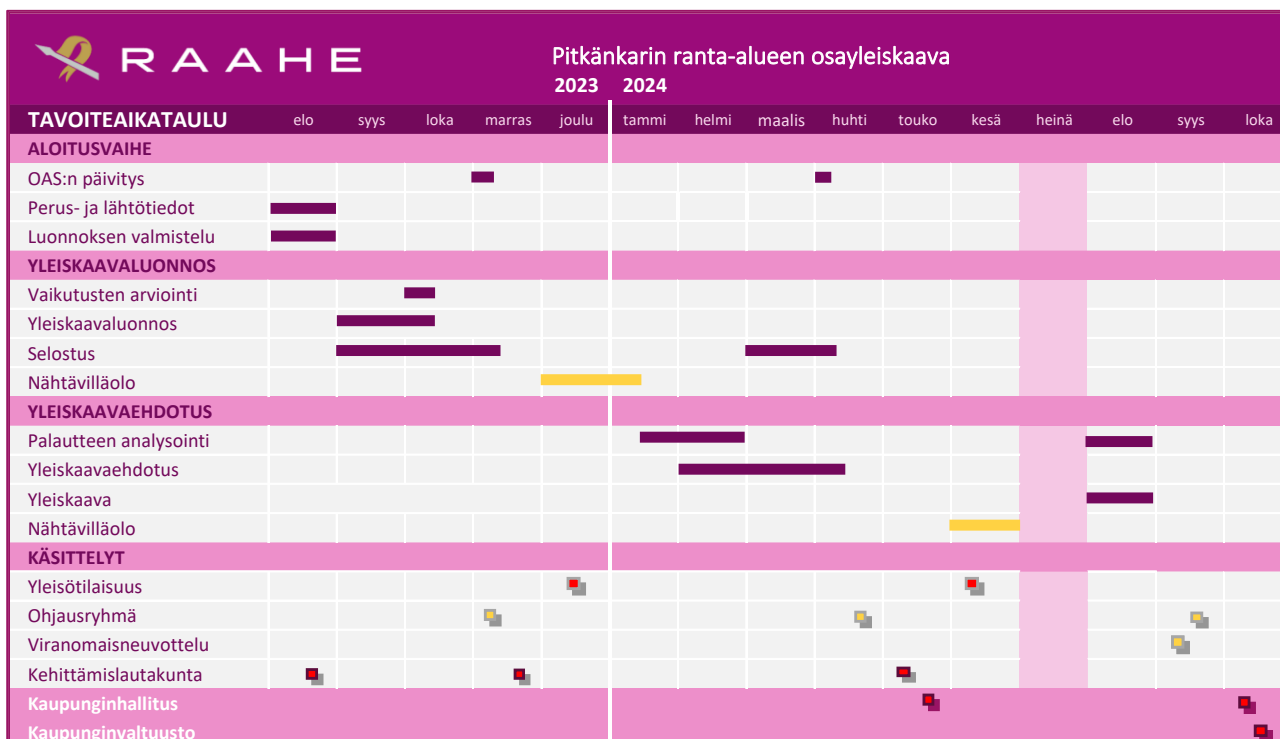 RAAHE
Pitkänkarin ranta-alueen osayleiskaava
2023 2024
TAVOITEAIKATAULU elo syys loka marras joulu tammi helmi maalis huhti touko kesä heinä elo syys loka
ALOITUSVAIHE
OAS:n päivitys
Perus- ja lähtötiedot
Luonnoksen valmistelu
YLEISKAAVALUONNOS
Vaikutusten arviointi
Yleiskaavaluonnos
Selostus
Nähtävilläolo
YLEISKAAVAEHDOTUS
Palautteen analysointi
Yleiskaavaehdotus
Yleiskaava
Nähtävilläolo
KÄSITTELYT
Yleisötilaisuus
Ohjausryhmä
Viranomaisneuvottelu
Kehittämislautakunta
Kaupunginhallitus
Kaupunginvaltuusto